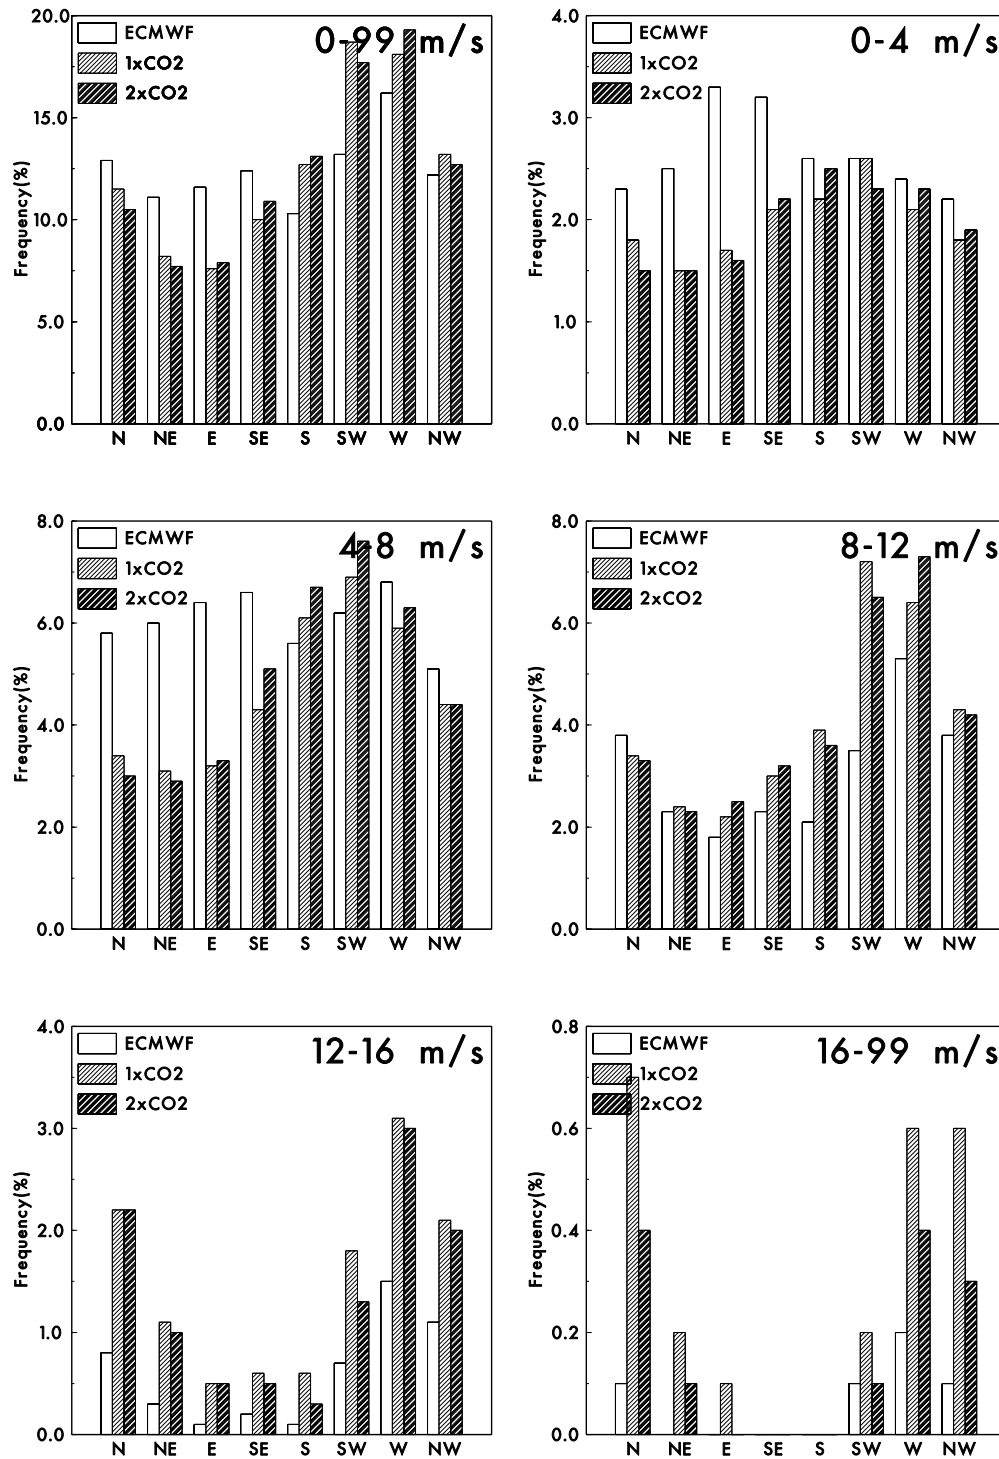 20.0
ECMWF
0-99 m/s
1xCO2
2xCO2
15.0
10.0
5.0
0.0
Frequency(%)
N NE E SE S SW W NW
4.0
ECMWF
0-4 m/s
1xCO2
2xCO2
3.0
2.0
1.0
0.0
Frequency(%)
N NE E SE S SW W NW
8.0
ECMWF
4-8 m/s
1xCO2
2xCO2
6.0
4.0
2.0
0.0
Frequency(%)
N NE E SE S SW W NW
8.0
ECMWF
8-12 m/s
1xCO2
2xCO2
6.0
4.0
2.0
0.0
Frequency(%)
N NE E SE S SW W NW
4.0
ECMWF
12-16 m/s
1xCO2
2xCO2
3.0
2.0
1.0
0.0
Frequency(%)
N NE E SE S SW W NW
0.8
ECMWF
16-99 m/s
1xCO2
2xCO2
0.6
0.4
0.2
0.0
Frequency(%)
N NE E SE S SW W NW